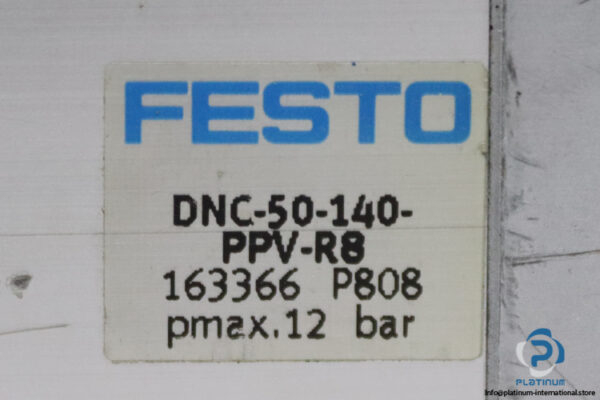 FESTO
DNC-50-140-
PPV-R8
163366 P808
pmax.12 bar
PLATINUM
Info@platinum-international.store